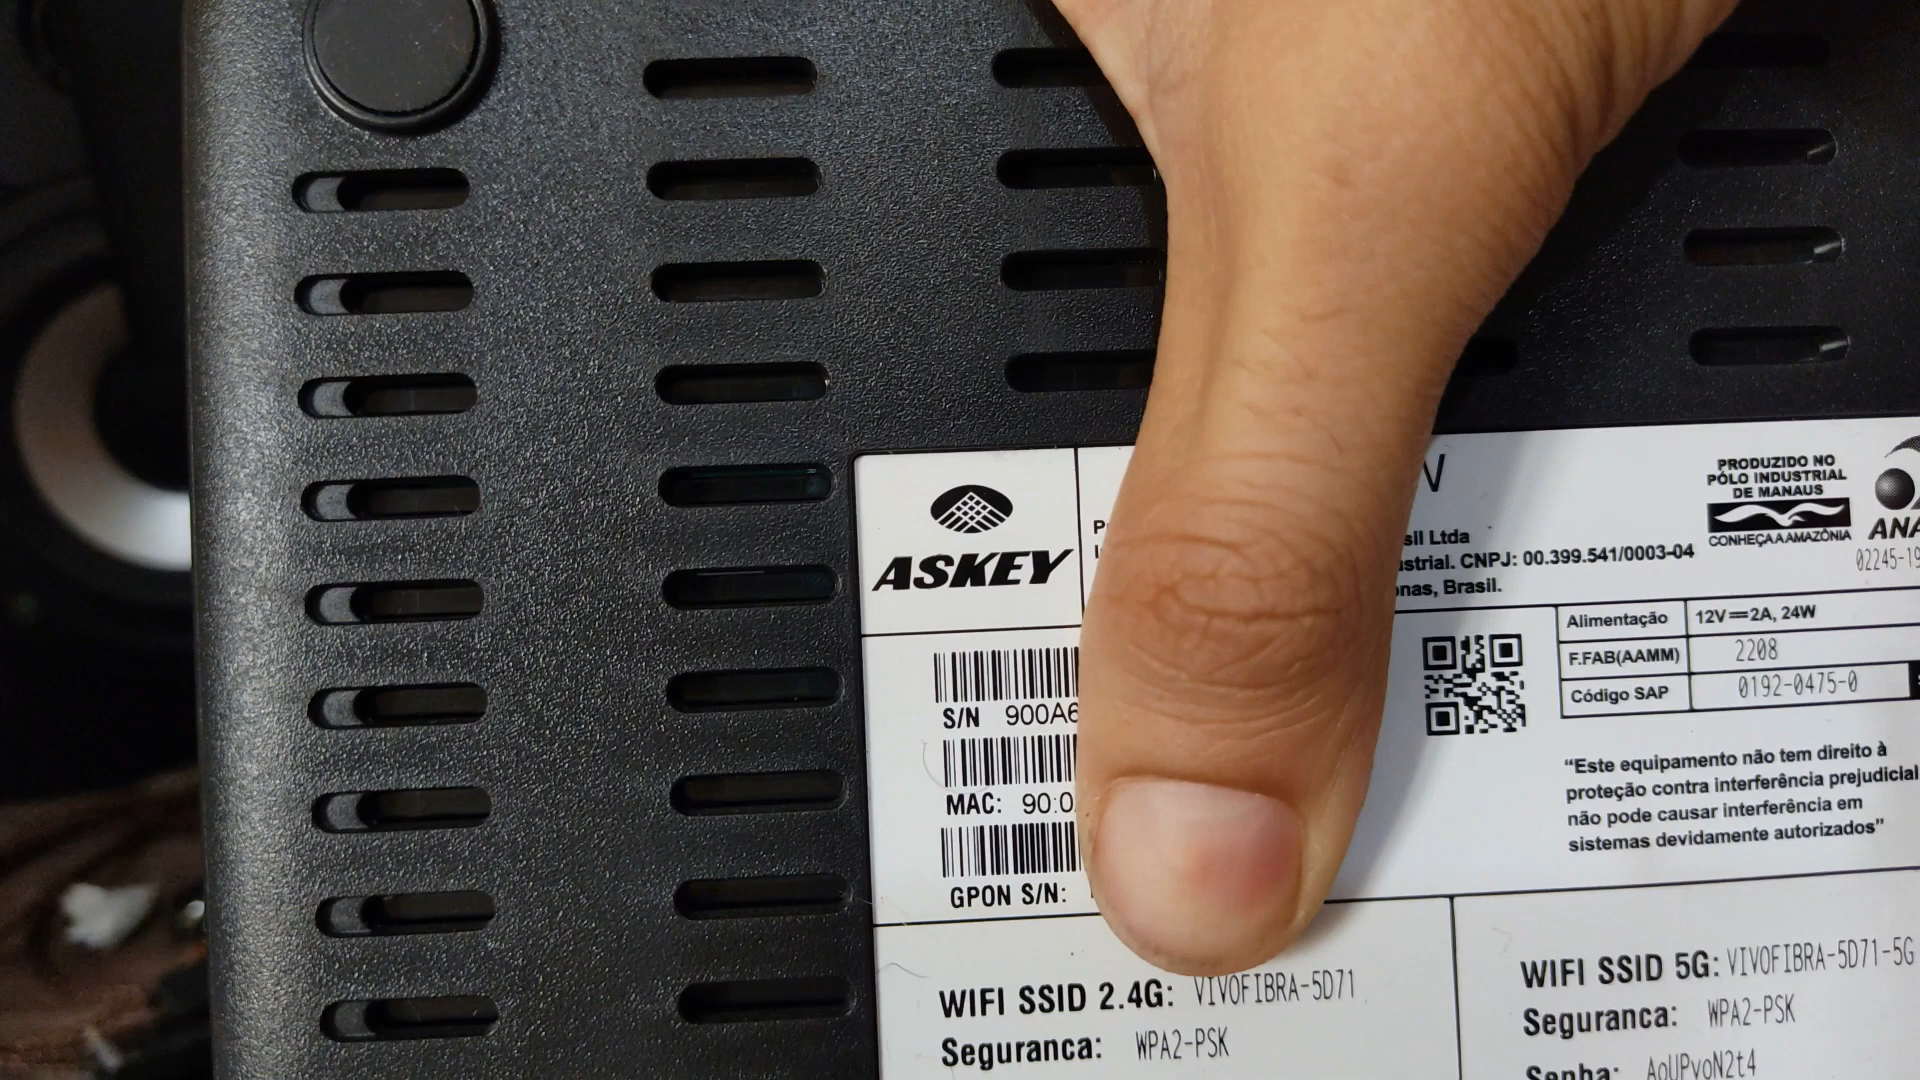 ASKEY
V
sil Ltda
ustrial. CNPJ: 00.399.541/0003-04
onas, Brasil.
PRODUZIDO NO
PÓLO INDUSTRIAL
DE MANAUS
CONHEÇA A AMAZÔNIA
ANA
02245-19
Alimentação 12V⎓2A, 24W
F.FAB(AAMM) 2208
Código SAP 0192-0475-0
S/N 900A6
MAC: 90:0
GPON S/N:
“Este equipamento não tem direito à
proteção contra interferência prejudicial
não pode causar interferência em
sistemas devidamente autorizados”
WIFI SSID 2.4G: VIVOFIBRA-5D71
Seguranca: WPA2-PSK
WIFI SSID 5G: VIVOFIBRA-5D71-5G
Seguranca: WPA2-PSK
Senha: AoUPvoN2t4